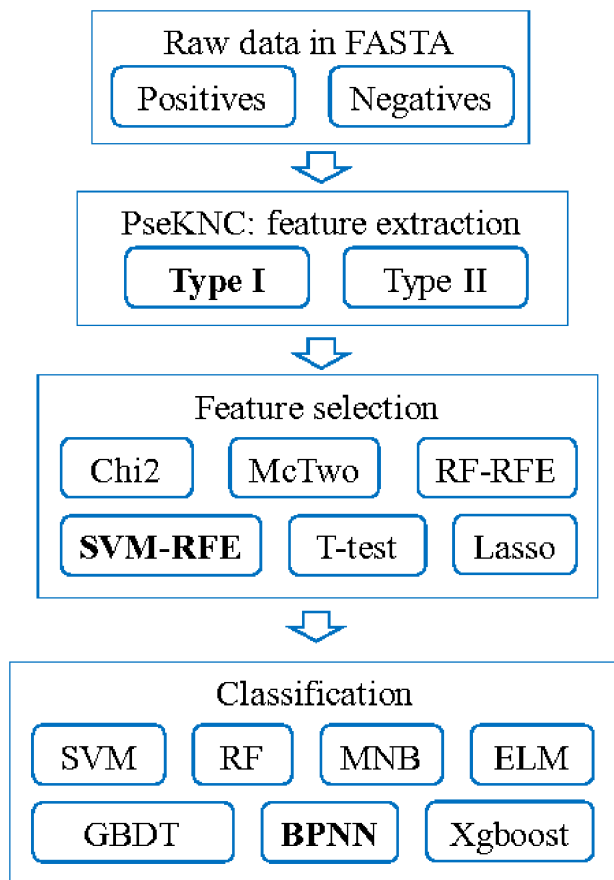 Raw data in FASTA
Positives Negatives
PseKNC: feature extraction
Type I Type II
Feature selection
Chi2 McTwo RF-RFE
SVM-RFE T-test Lasso
Classification
SVM RF MNB ELM
GBDT BPNN Xgboost